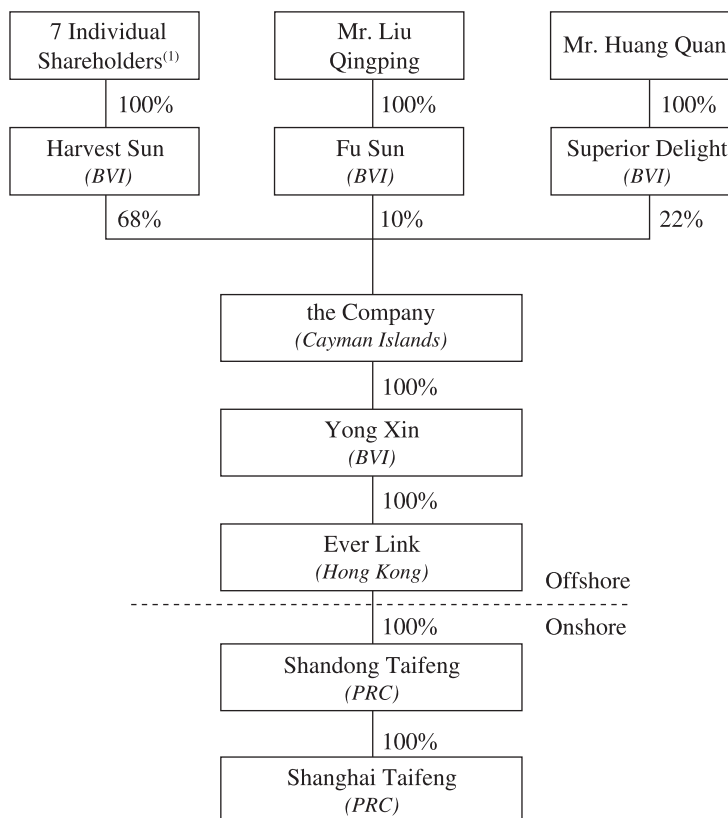 7 Individual
Shareholders(1)
Mr. Liu
Qingping
Mr. Huang Quan
100%
100%
100%
Harvest Sun
(BVI)
Fu Sun
(BVI)
Superior Delight
(BVI)
68%
10%
22%
the Company
(Cayman Islands)
100%
Yong Xin
(BVI)
100%
Ever Link
(Hong Kong)
Offshore
100%
Onshore
Shandong Taifeng
(PRC)
100%
Shanghai Taifeng
(PRC)